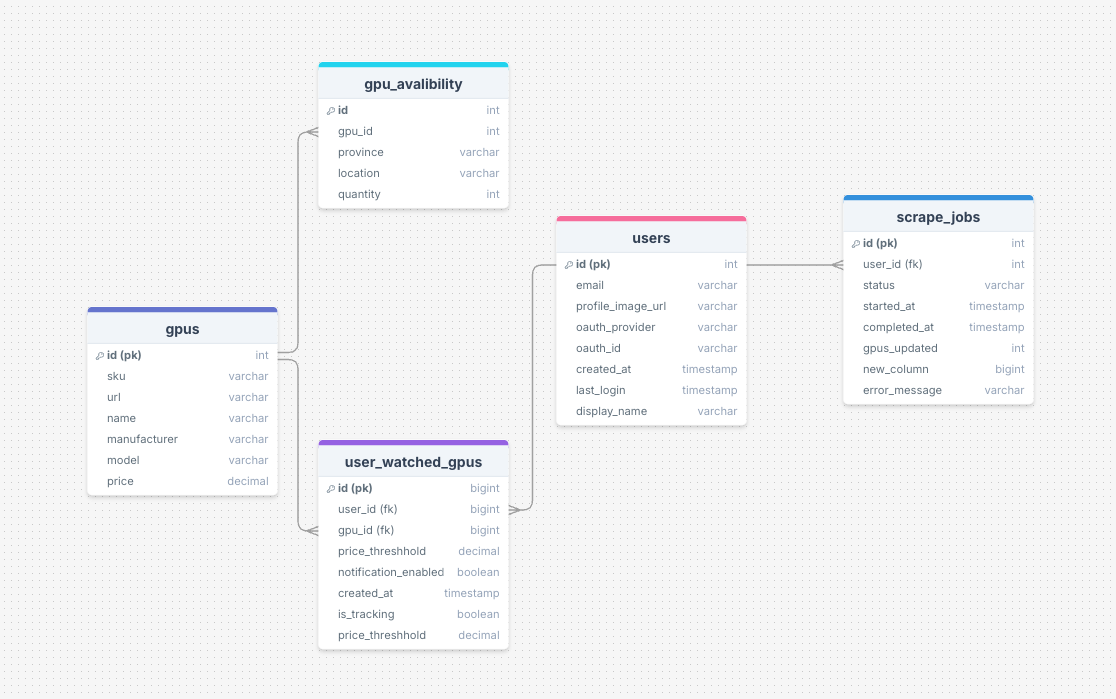 gpu_avalibility
id int
gpu_id int
province varchar
location varchar
quantity int
users
id (pk) int
email varchar
profile_image_url varchar
oauth_provider varchar
oauth_id varchar
created_at timestamp
last_login timestamp
display_name varchar
scrape_jobs
id (pk) int
user_id (fk) int
status varchar
started_at timestamp
completed_at timestamp
gpus_updated int
new_column bigint
error_message varchar
gpus
id (pk) int
sku varchar
url varchar
name varchar
manufacturer varchar
model varchar
price decimal
user_watched_gpus
id (pk) bigint
user_id (fk) bigint
gpu_id (fk) bigint
price_threshhold decimal
notification_enabled boolean
created_at timestamp
is_tracking boolean
price_threshhold decimal